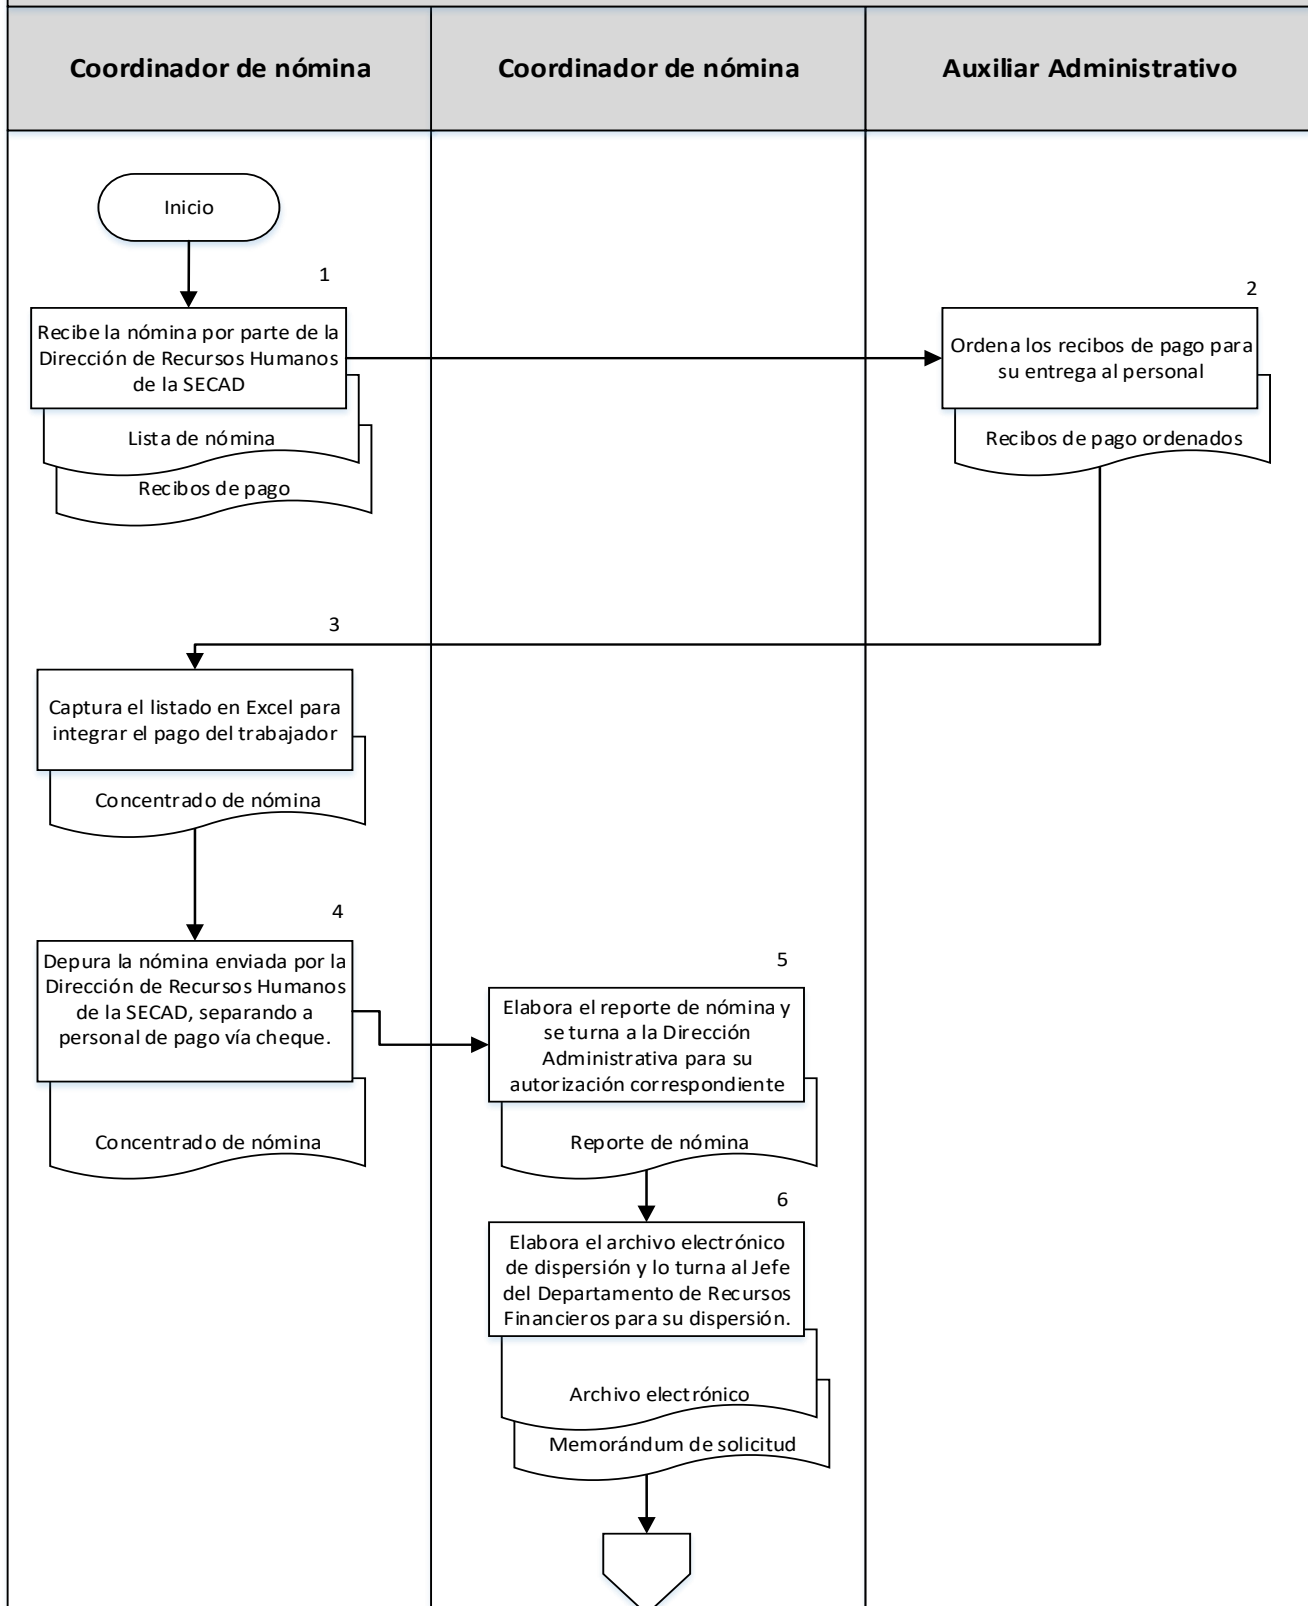 Coordinador de nómina
Coordinador de nómina
Auxiliar Administrativo
Inicio
1
Recibe la nómina por parte de la
Dirección de Recursos Humanos
de la SECAD
Lista de nómina
Recibos de pago
2
Ordena los recibos de pago para
su entrega al personal
Recibos de pago ordenados
3
Captura el listado en Excel para
integrar el pago del trabajador
Concentrado de nómina
4
Depura la nómina enviada por la
Dirección de Recursos Humanos
de la SECAD, separando a
personal de pago vía cheque.
Concentrado de nómina
5
Elabora el reporte de nómina y
se turna a la Dirección
Administrativa para su
autorización correspondiente
Reporte de nómina
6
Elabora el archivo electrónico
de dispersión y lo turna al Jefe
del Departamento de Recursos
Financieros para su dispersión.
Archivo electrónico
Memorándum de solicitud